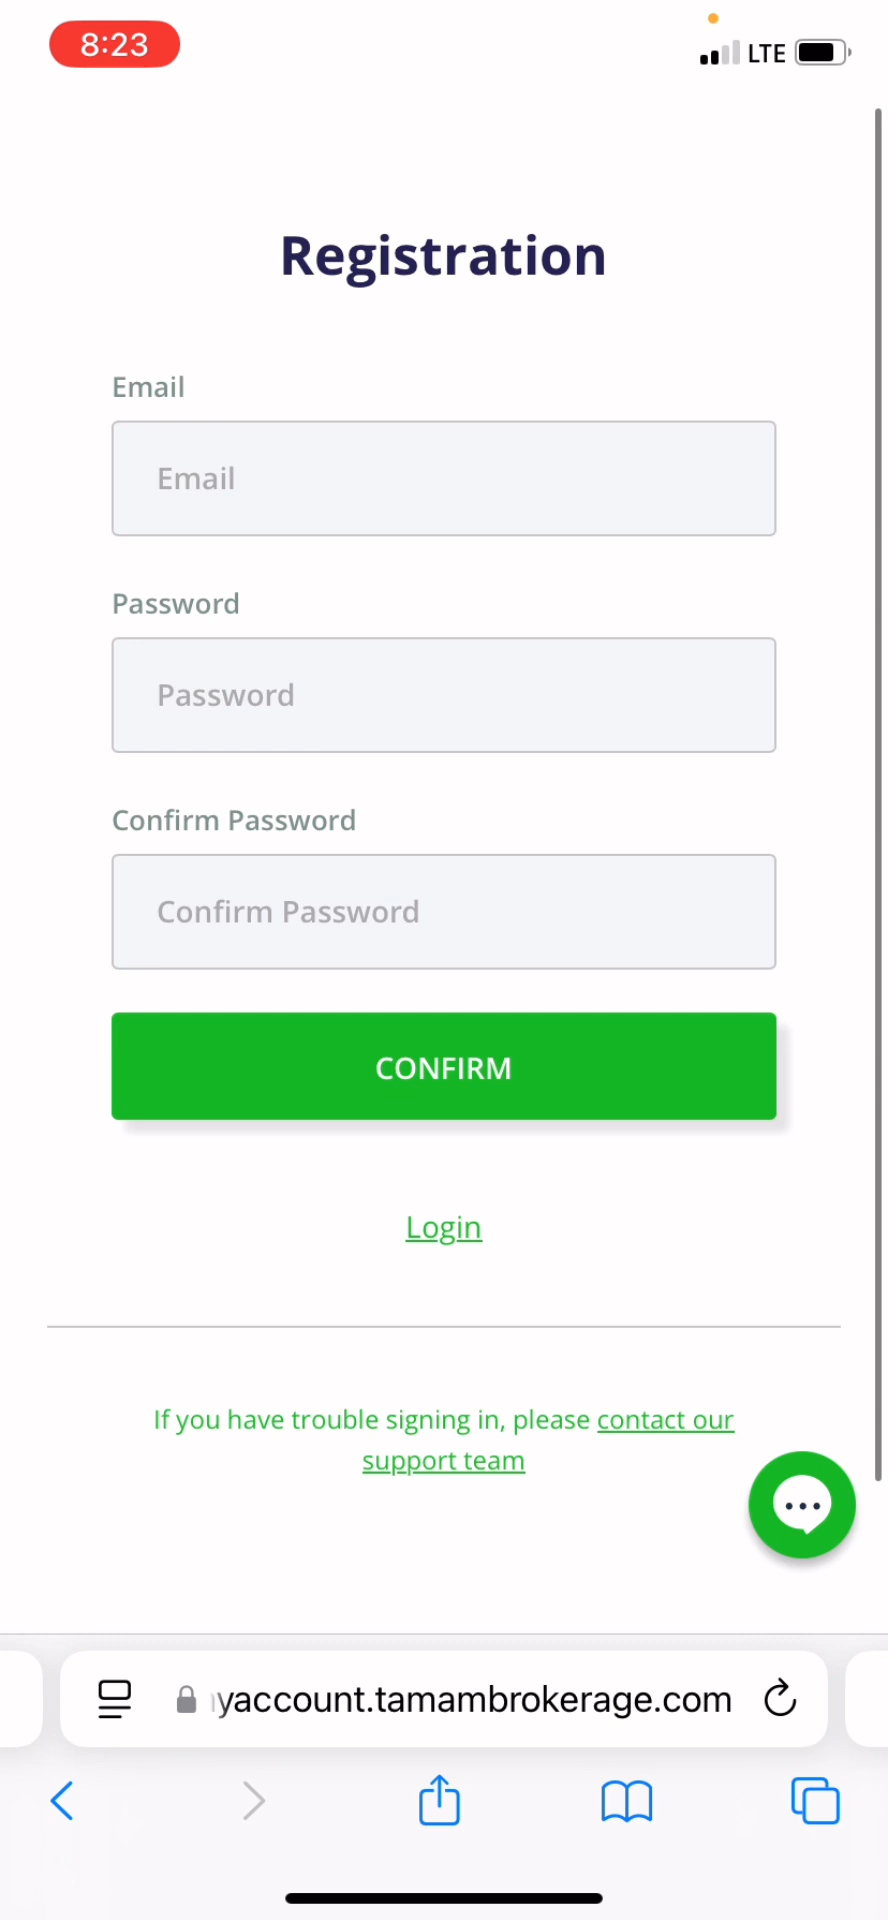 8:23
LTE
Registration
Email
Email
Password
Password
Confirm Password
Confirm Password
CONFIRM
Login
If you have trouble signing in, please contact our
support team
yaccount.tamambrokerage.com